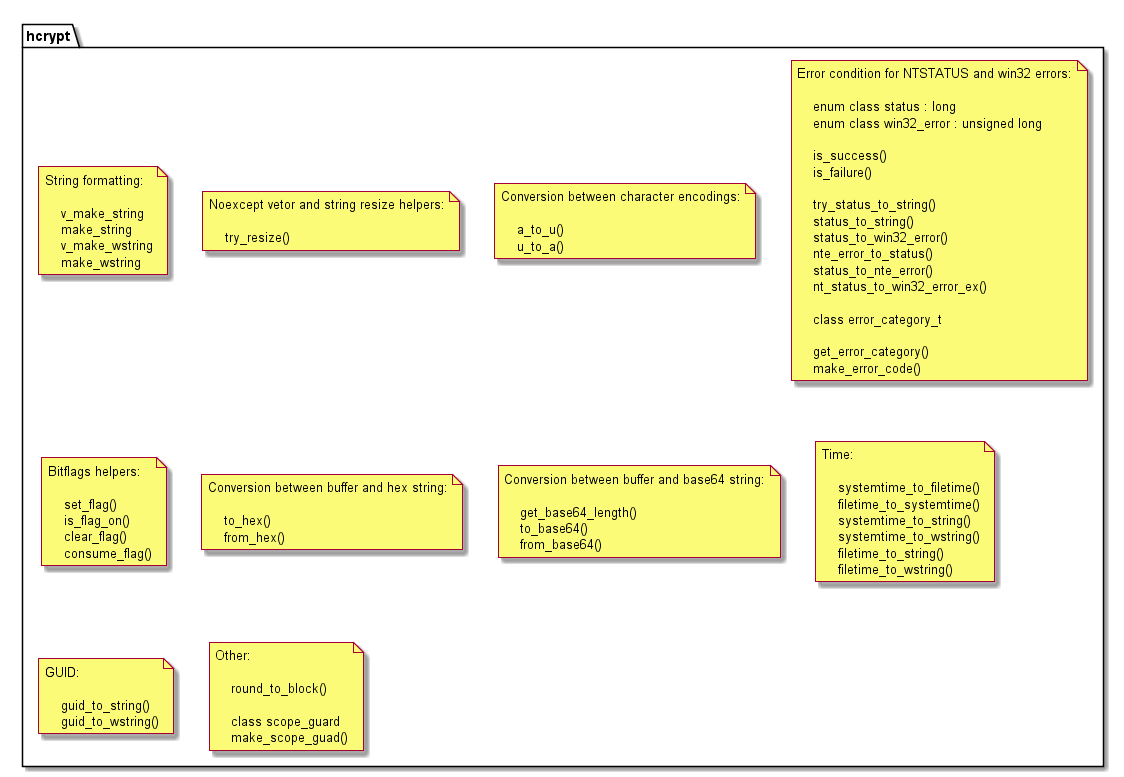 hcrypt
String formatting:
v_make_string
make_string
v_make_wstring
make_wstring
Noexcept vetor and string resize helpers:
try_resize()
Conversion between character encodings:
a_to_u()
u_to_a()
Error condition for NTSTATUS and win32 errors:
enum class status : long
enum class win32_error : unsigned long
is_success()
is_failure()
try_status_to_string()
status_to_string()
status_to_win32_error()
nte_error_to_status()
status_to_nte_error()
nt_status_to_win32_error_ex()
class error_category_t
get_error_category()
make_error_code()
Bitflags helpers:
set_flag()
is_flag_on()
clear_flag()
consume_flag()
Conversion between buffer and hex string:
to_hex()
from_hex()
Conversion between buffer and base64 string:
get_base64_length()
to_base64()
from_base64()
Time:
systemtime_to_filetime()
filetime_to_systemtime()
systemtime_to_string()
systemtime_to_wstring()
filetime_to_string()
filetime_to_wstring()
GUID:
guid_to_string()
guid_to_wstring()
Other:
round_to_block()
class scope_guard
make_scope_guad()